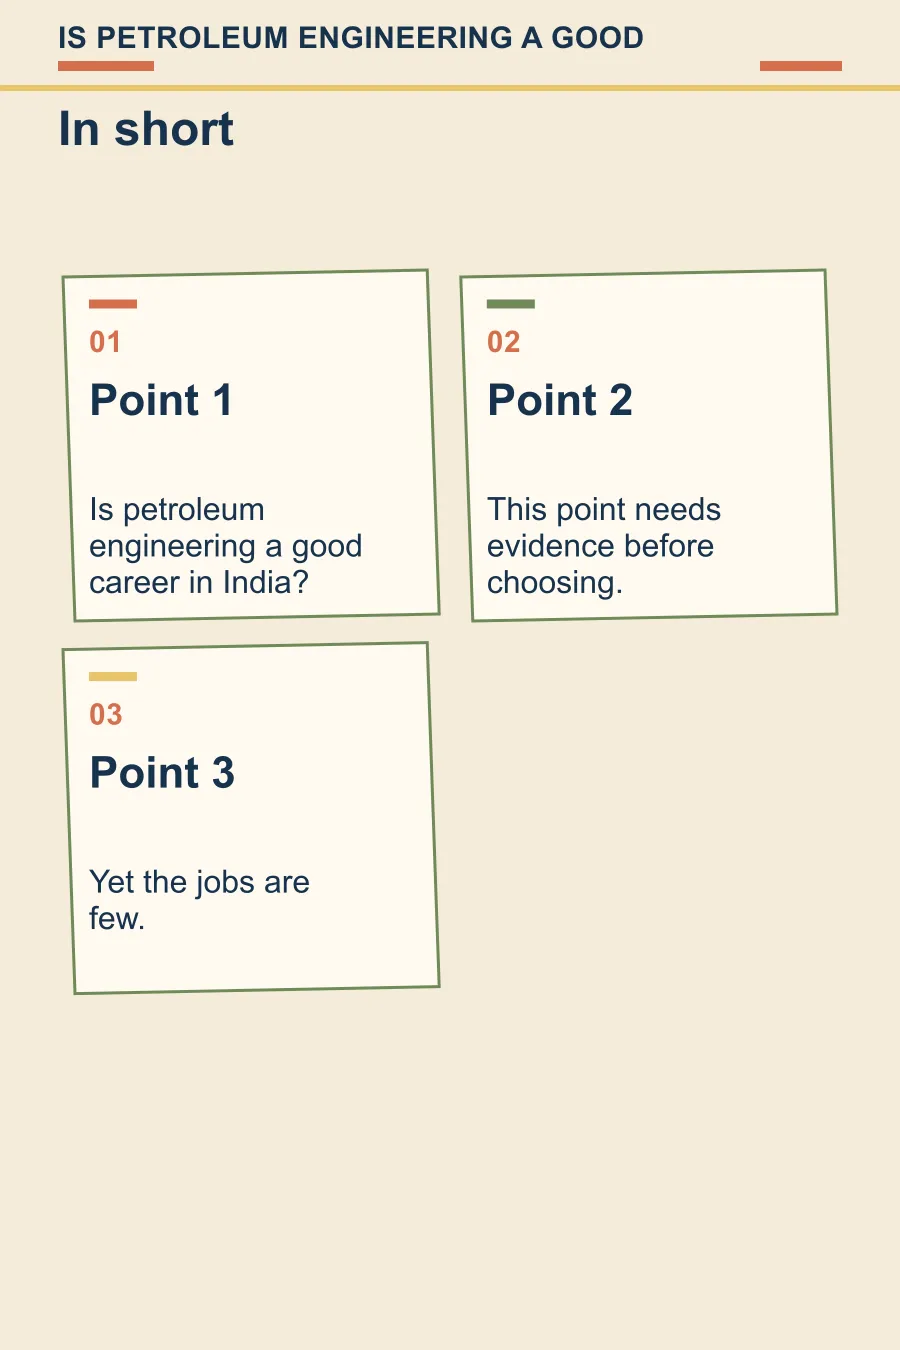 IS PETROLEUM ENGINEERING A GOOD
In short
01
Point 1
Is petroleum
engineering a good
career in India?
02
Point 2
This point needs
evidence before
choosing.
03
Point 3
Yet the jobs are
few.